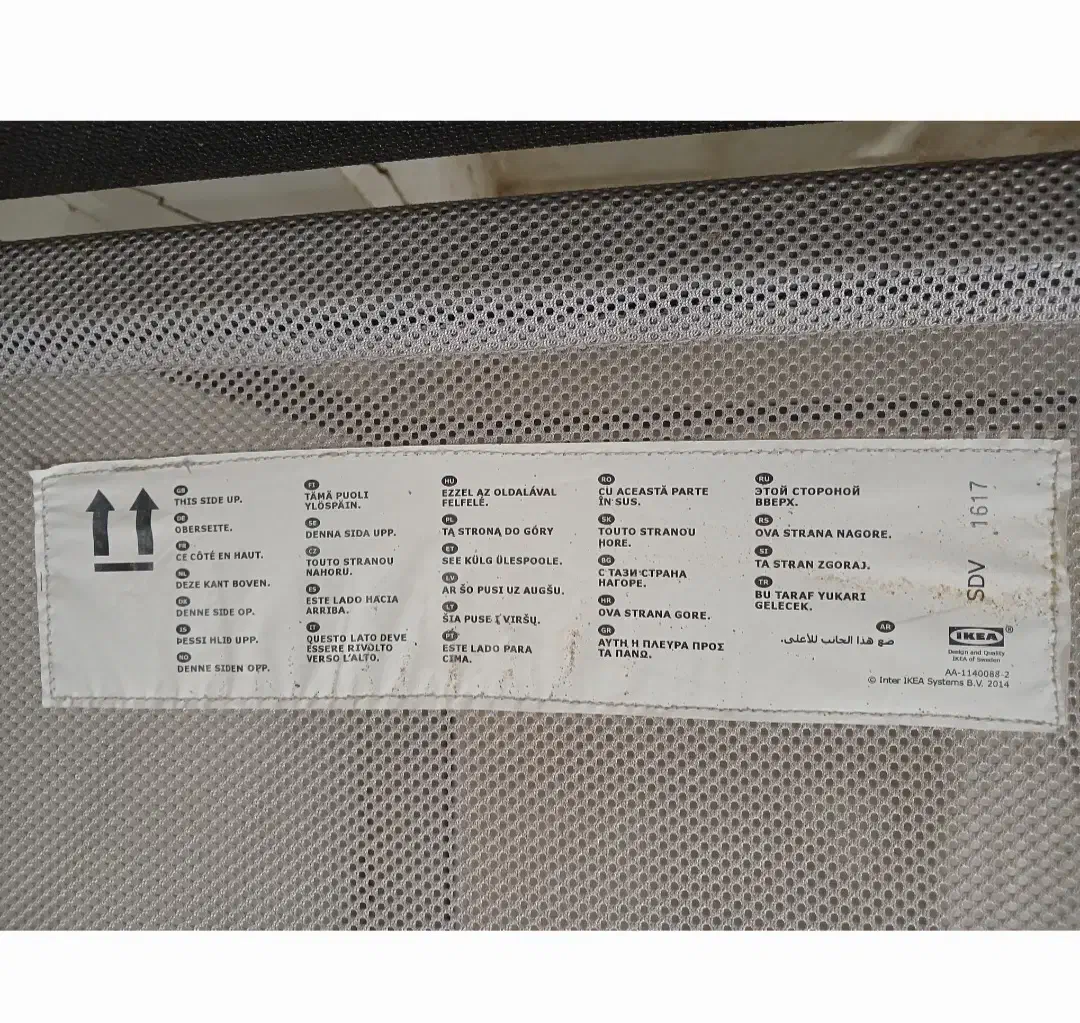 GB
THIS SIDE UP.
DE
OBERSEITE.
FR
CE CÔTÉ EN HAUT.
NL
DEZE KANT BOVEN.
DK
DENNE SIDE OP.
IS
ÞESSI HLIÐ UPP.
NO
DENNE SIDEN OPP.
FI
TÄMÄ PUOLI
YLÖSPÄIN.
SE
DENNA SIDA UPP.
CZ
TOUTO STRANOU
NAHORU.
ES
ESTE LADO HACIA
ARRIBA.
IT
QUESTO LATO DEVE
ESSERE RIVOLTO
VERSO L'ALTO.
HU
EZZEL AZ OLDALÁVAL
FELFELÉ.
PL
TĄ STRONĄ DO GÓRY
ET
SEE KÜLG ÜLESPOOLE.
LV
AR ŠO PUSI UZ AUGŠU.
LT
ŠIA PUSE Į VIRŠŲ.
PT
ESTE LADO PARA
CIMA.
RO
CU ACEASTĂ PARTE
ÎN SUS.
SK
TOUTO STRANOU
HORE.
BG
С ТАЗИ СТРАНА
НАГОРЕ.
HR
OVA STRANA GORE.
GR
ΑΥΤΗ Η ΠΛΕΥΡΑ ΠΡΟΣ
ΤΑ ΠΑΝΩ.
RU
ЭТОЙ СТОРОНОЙ
ВВЕРХ.
RS
OVA STRANA NAGORE.
SI
TA STRAN ZGORAJ.
TR
BU TARAF YUKARI
GELECEK.
AR
ضع هذا الجانب للأعلى.
SDV 1617
IKEA®
Design and Quality
IKEA of Sweden
AA-1140088-2
© Inter IKEA Systems B.V. 2014